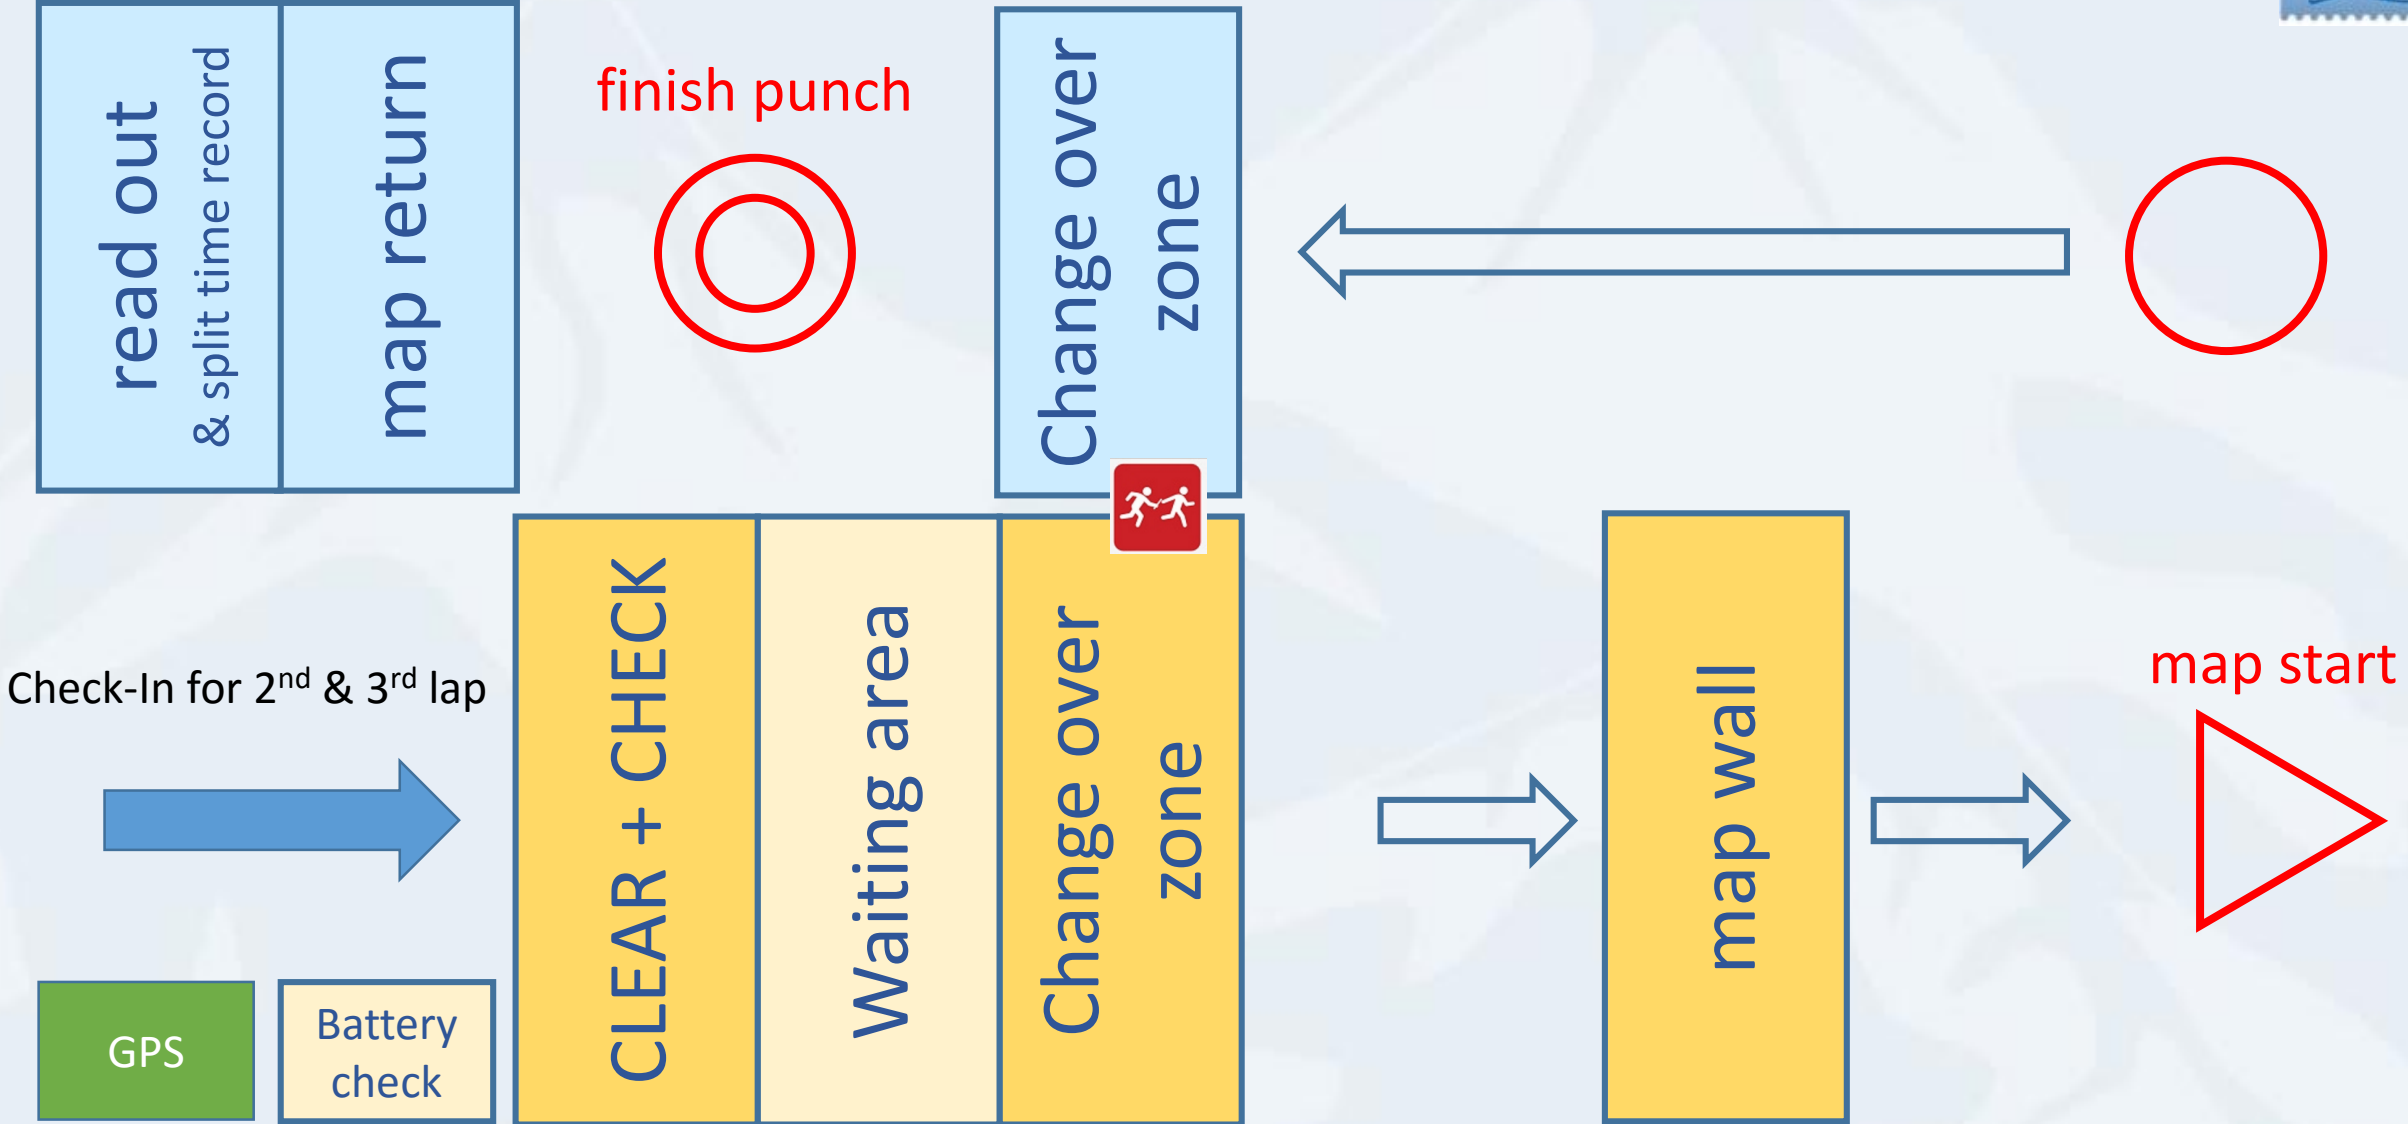 read out
& split time record
map return
finish punch
Change over
zone
Check-In for 2nd & 3rd lap
CLEAR + CHECK
Waiting area
Change over
zone
map wall
map start
GPS
Battery
check